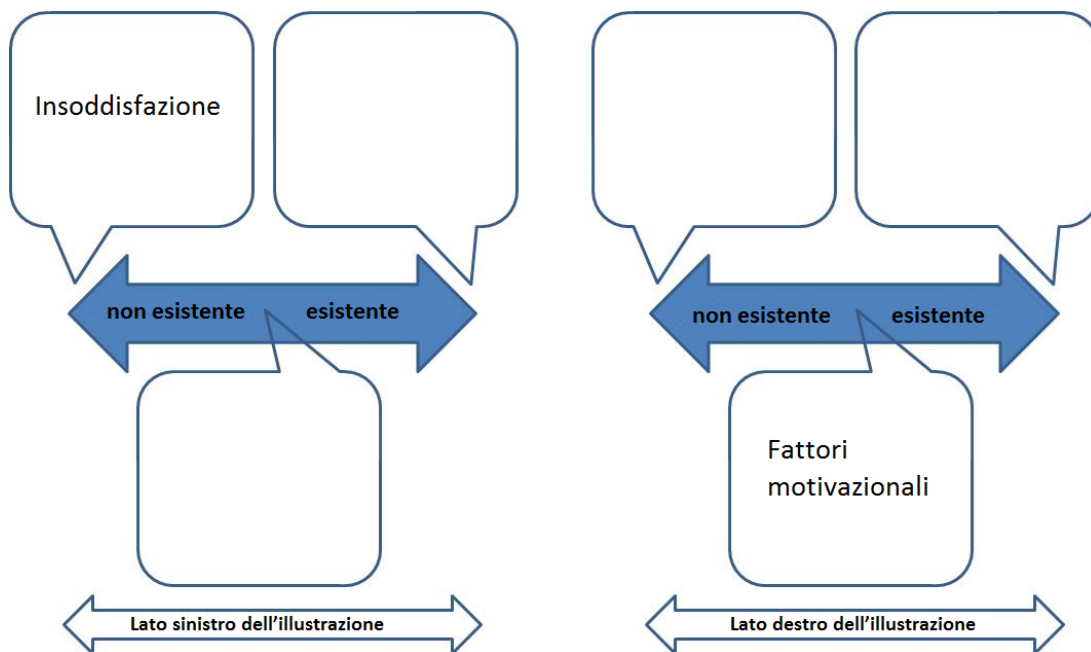 Insoddisfazione
non esistente
esistente
non esistente
esistente
Fattori
motivazionali
Lato sinistro dell'illustrazione
Lato destro dell'illustrazione